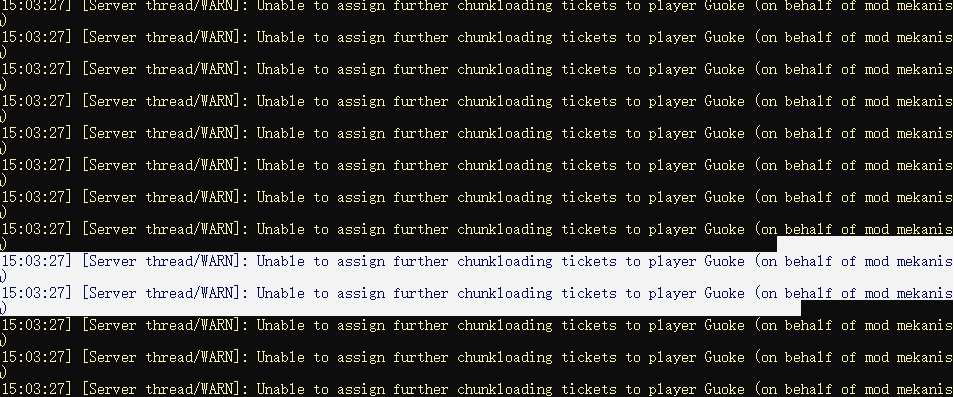 15:03:27] [Server thread/WARN]: Unable to assign further chunkloading tickets to player Guoke (on behalf of mod mekanis
)
15:03:27] [Server thread/WARN]: Unable to assign further chunkloading tickets to player Guoke (on behalf of mod mekanis
)
15:03:27] [Server thread/WARN]: Unable to assign further chunkloading tickets to player Guoke (on behalf of mod mekanis
)
15:03:27] [Server thread/WARN]: Unable to assign further chunkloading tickets to player Guoke (on behalf of mod mekanis
)
15:03:27] [Server thread/WARN]: Unable to assign further chunkloading tickets to player Guoke (on behalf of mod mekanis
)
15:03:27] [Server thread/WARN]: Unable to assign further chunkloading tickets to player Guoke (on behalf of mod mekanis
)
15:03:27] [Server thread/WARN]: Unable to assign further chunkloading tickets to player Guoke (on behalf of mod mekanis
)
15:03:27] [Server thread/WARN]: Unable to assign further chunkloading tickets to player Guoke (on behalf of mod mekanis
)
15:03:27] [Server thread/WARN]: Unable to assign further chunkloading tickets to player Guoke (on behalf of mod mekanis
)
15:03:27] [Server thread/WARN]: Unable to assign further chunkloading tickets to player Guoke (on behalf of mod mekanis
)
15:03:27] [Server thread/WARN]: Unable to assign further chunkloading tickets to player Guoke (on behalf of mod mekanis
)
15:03:27] [Server thread/WARN]: Unable to assign further chunkloading tickets to player Guoke (on behalf of mod mekanis
)
15:03:27] [Server thread/WARN]: Unable to assign further chunkloading tickets to player Guoke (on behalf of mod mekanis